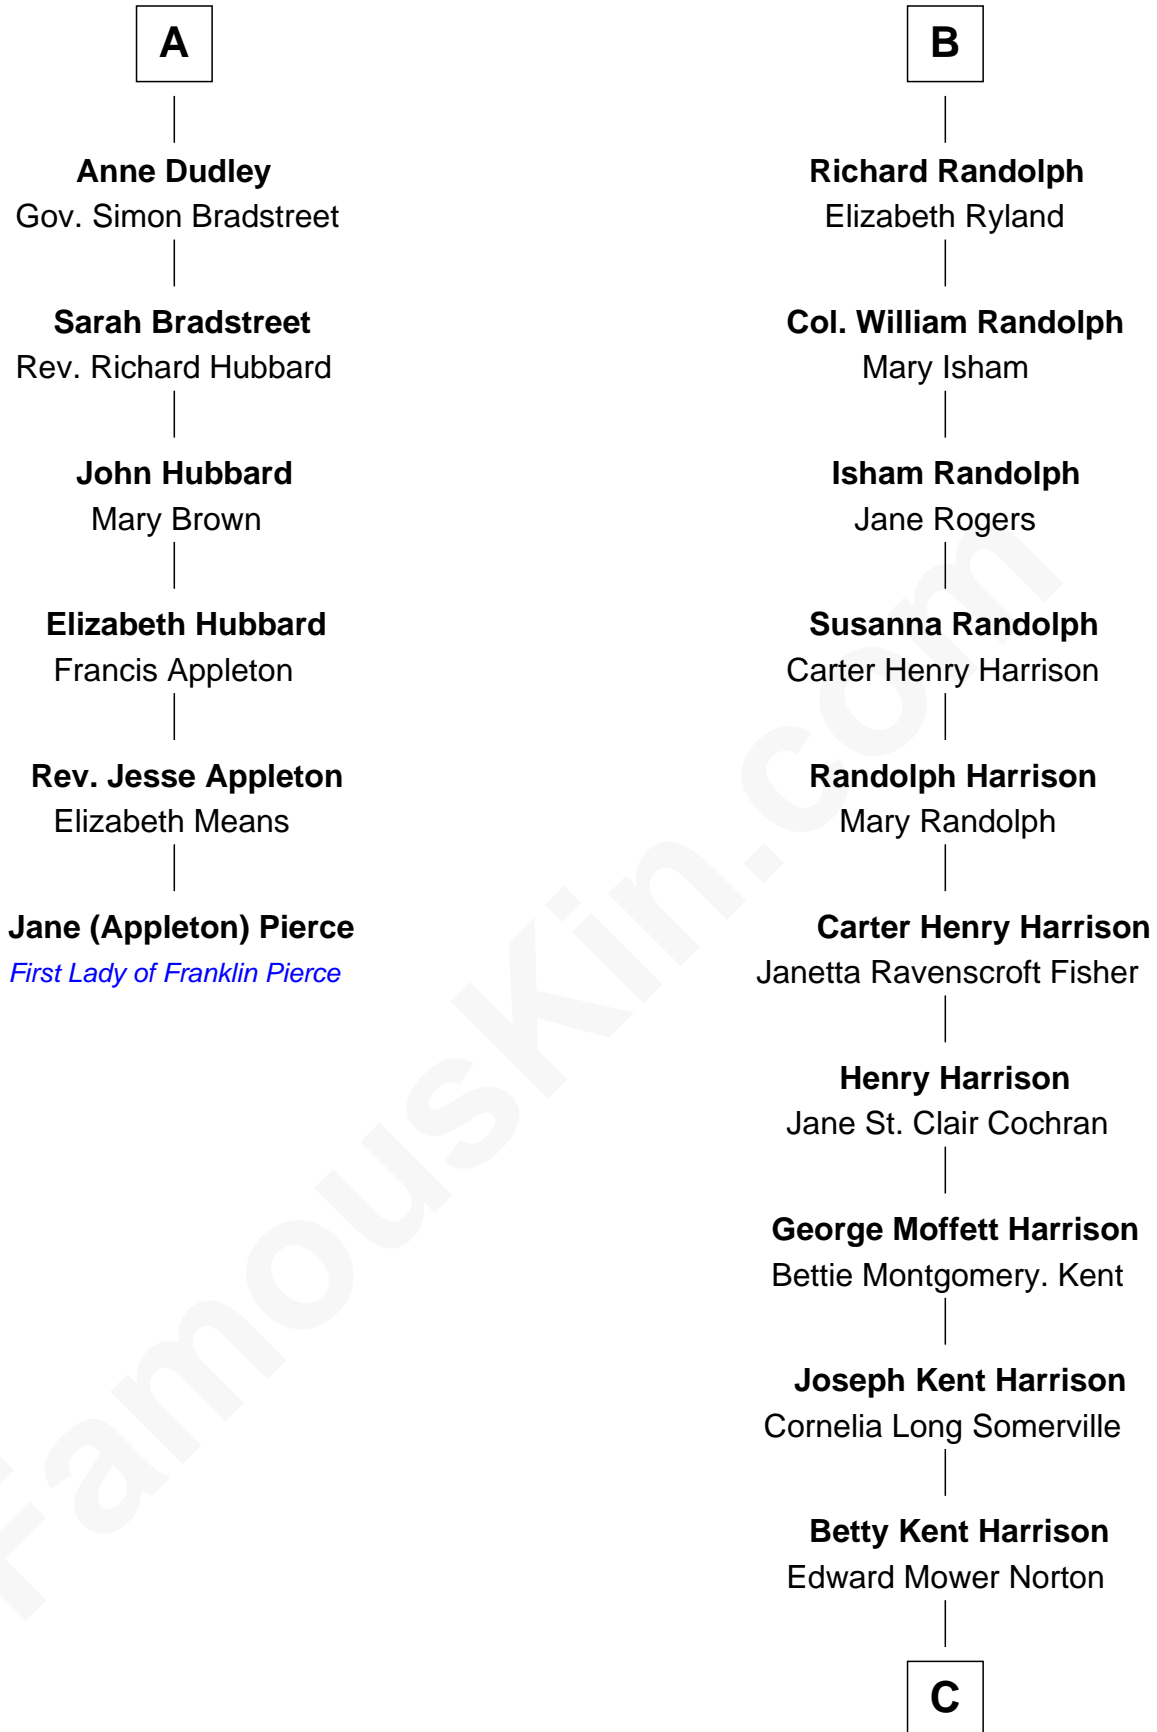 A
Anne Dudley
Gov. Simon Bradstreet
Sarah Bradstreet
Rev. Richard Hubbard
John Hubbard
Mary Brown
Elizabeth Hubbard
Francis Appleton
Rev. Jesse Appleton
Elizabeth Means
Jane (Appleton) Pierce
First Lady of Franklin Pierce
B
Richard Randolph
Elizabeth Ryland
Col. William Randolph
Mary Isham
Isham Randolph
Jane Rogers
Susanna Randolph
Carter Henry Harrison
Randolph Harrison
Mary Randolph
Carter Henry Harrison
Janetta Ravenscroft Fisher
Henry Harrison
Jane St. Clair Cochran
George Moffett Harrison
Bettie Montgomery. Kent
Joseph Kent Harrison
Cornelia Long Somerville
Betty Kent Harrison
Edward Mower Norton
C
FamousKin.com